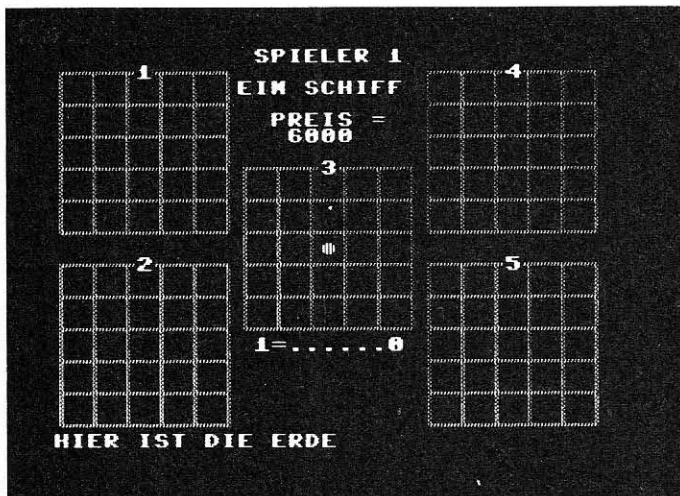 SPIELER 1
1
4
EIN SCHIFF
PREIS =
6000
3
2
5
1=......0
HIER IST DIE ERDE